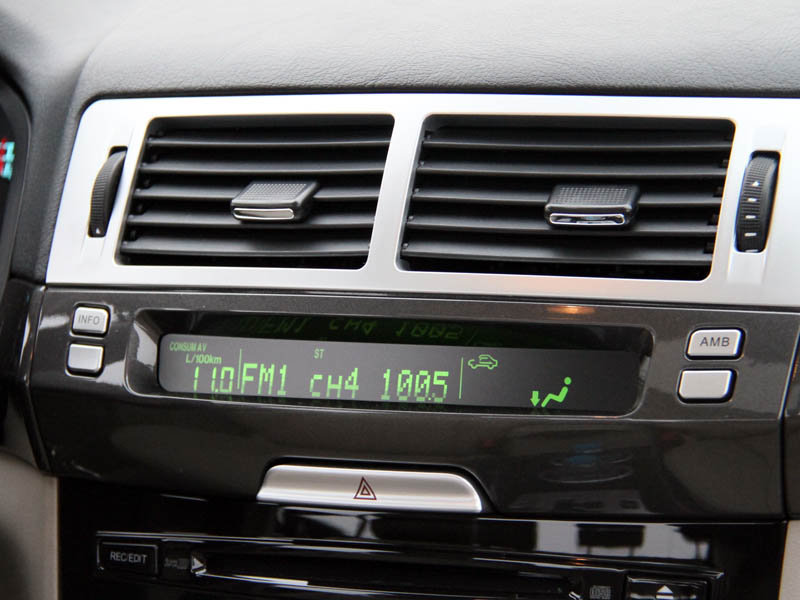 INFO
AMB
CONSUM AV
L/100km
ST
11.0 FM1 CH4 100.5
REC/EDIT